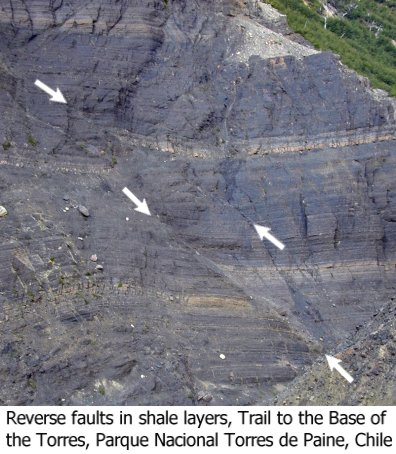 Reverse faults in shale layers, Trail to the Base of
the Torres, Parque Nacional Torres de Paine, Chile